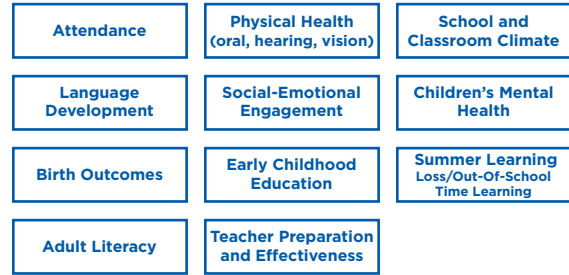 Attendance
Physical Health
(oral, hearing, vision)
School and
Classroom Climate
Language
Development
Social-Emotional
Engagement
Children's Mental
Health
Birth Outcomes
Early Childhood
Education
Summer Learning
Loss/Out-Of-School
Time Learning
Adult Literacy
Teacher Preparation
and Effectiveness